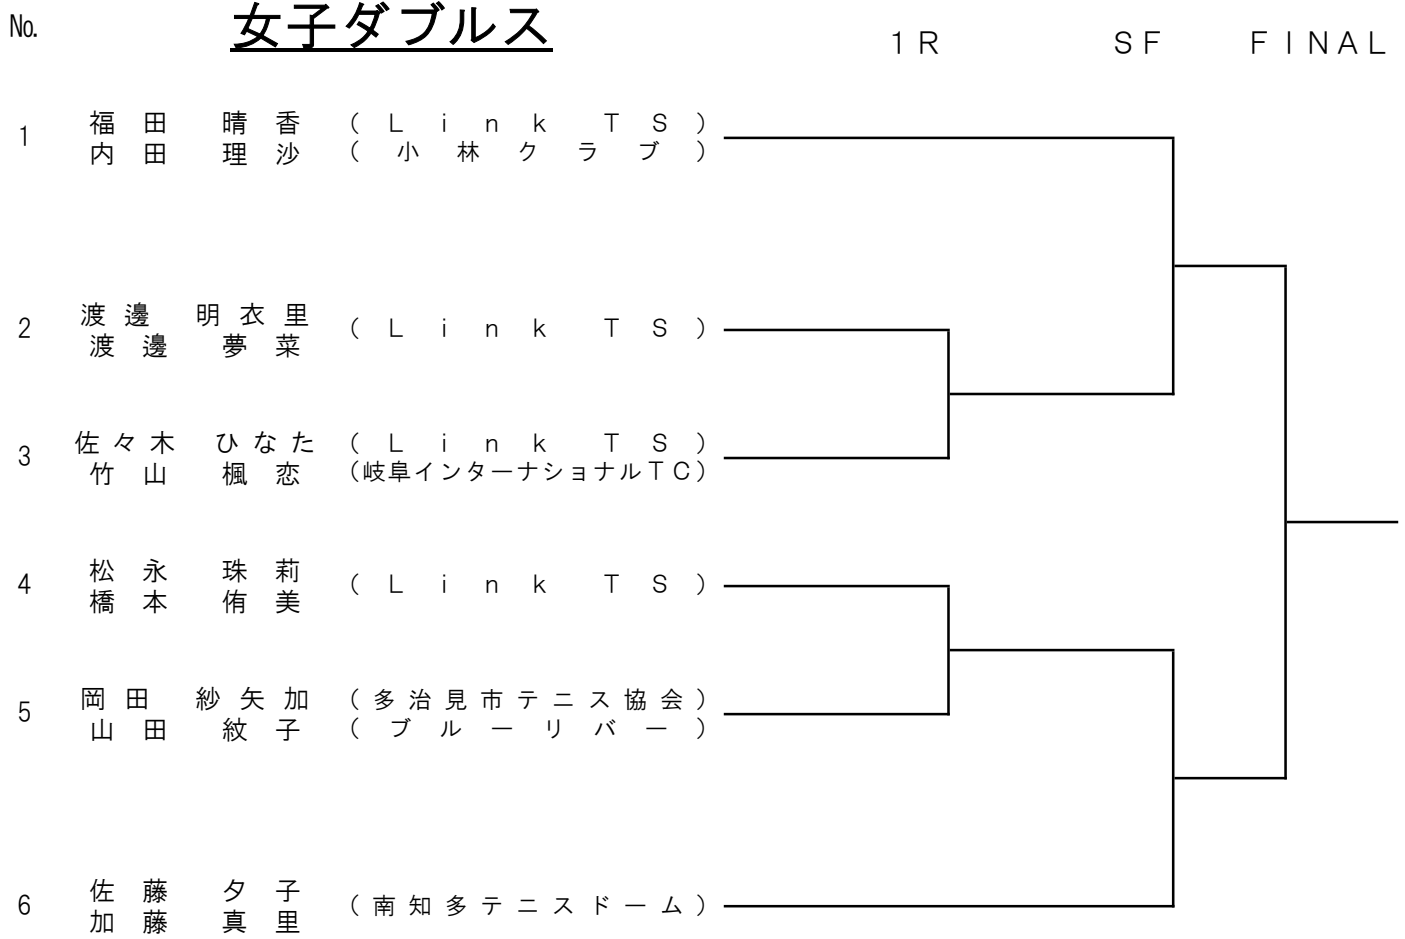 No. 女子ダブルス 1R SF FINAL
1 福田 晴香 (Link TS)
内田 理沙 (小林クラブ)
2 渡邊 明衣里 (Link TS)
渡邊 夢菜
3 佐々木 ひなた (Link TS)
竹山 楓恋 (岐阜インターナショナルTC)
4 松永 珠莉 (Link TS)
橋本 侑美
5 岡田 紗矢加 (多治見市テニス協会)
山田 紋子 (ブルーリバー)
6 佐藤 夕子 (南知多テニスドーム)
加藤 真里